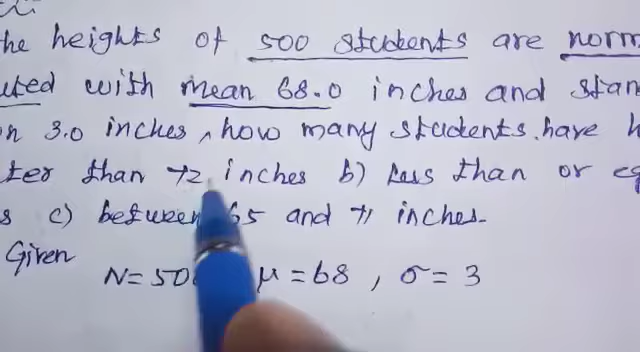 he heights of 500 students are norm
uted with mean 68.0 inches and stan
n 3.0 inches, how many students have h
ter than 72 inches b) less than or eq
s c) between 65 and 71 inches.
Given
N=50 μ=68, σ=3